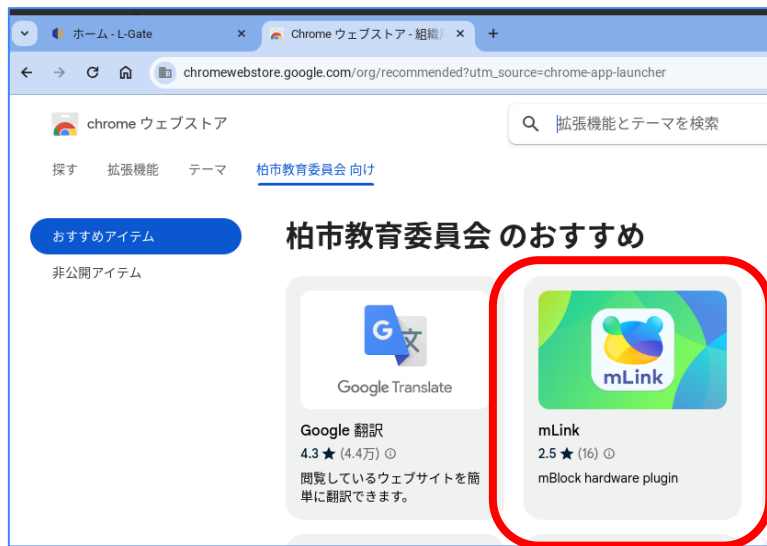 ホーム - L-Gate
Chrome ウェブストア - 組織
chromewebstore.google.com/org/recommended?utm_source=chrome-app-launcher
chrome ウェブストア
拡張機能とテーマを検索
探す 拡張機能 テーマ 柏市教育委員会 向け
おすすめアイテム
非公開アイテム
柏市教育委員会 のおすすめ
G 文
Google Translate
mLink
Google 翻訳
4.3 ★ (4.4万)
閲覧しているウェブサイトを簡
単に翻訳できます。
mLink
2.5 ★ (16)
mBlock hardware plugin